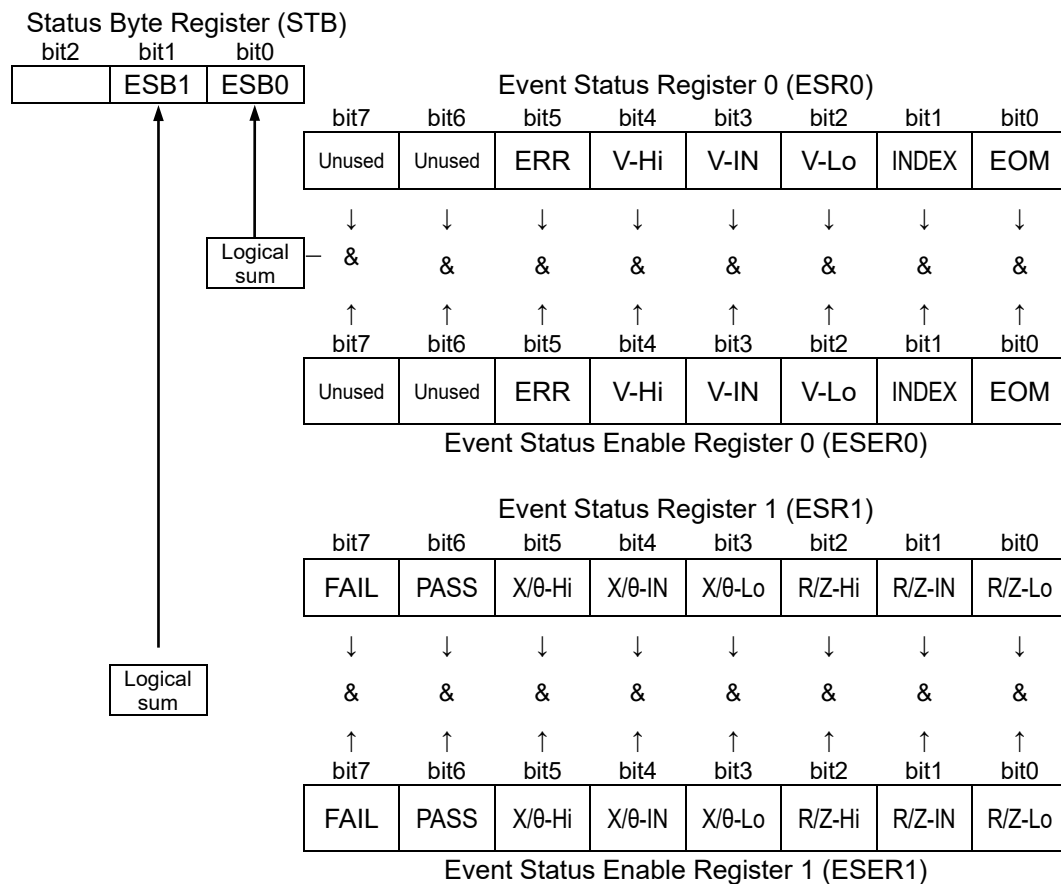 Status Byte Register (STB)
bit2 bit1 bit0
ESB1 ESB0
Event Status Register 0 (ESR0)
bit7 bit6 bit5 bit4 bit3 bit2 bit1 bit0
Unused Unused ERR V-Hi V-IN V-Lo INDEX EOM
↓ ↓ ↓ ↓ ↓ ↓ ↓ ↓
Logical
sum
& & & & & & & &
↑ ↑ ↑ ↑ ↑ ↑ ↑ ↑
bit7 bit6 bit5 bit4 bit3 bit2 bit1 bit0
Unused Unused ERR V-Hi V-IN V-Lo INDEX EOM
Event Status Enable Register 0 (ESER0)
Event Status Register 1 (ESR1)
bit7 bit6 bit5 bit4 bit3 bit2 bit1 bit0
FAIL PASS X/θ-Hi X/θ-IN X/θ-Lo R/Z-Hi R/Z-IN R/Z-Lo
↓ ↓ ↓ ↓ ↓ ↓ ↓ ↓
Logical
sum
& & & & & & & &
↑ ↑ ↑ ↑ ↑ ↑ ↑ ↑
bit7 bit6 bit5 bit4 bit3 bit2 bit1 bit0
FAIL PASS X/θ-Hi X/θ-IN X/θ-Lo R/Z-Hi R/Z-IN R/Z-Lo
Event Status Enable Register 1 (ESER1)